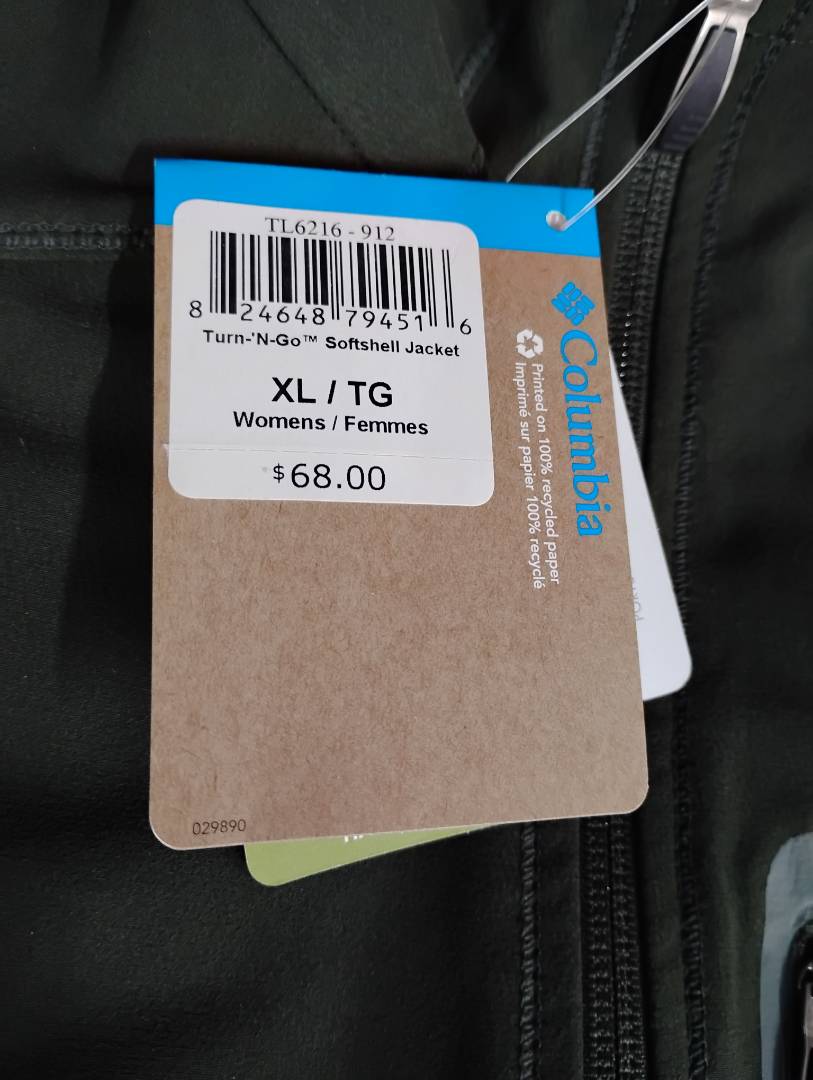 TL6216 - 912
8 24648 79451 6
Turn-'N-Go™ Softshell Jacket
XL / TG
Womens / Femmes
$68.00
Columbia
Printed on 100% recycled paper
Imprimé sur papier 100% recyclé
029890